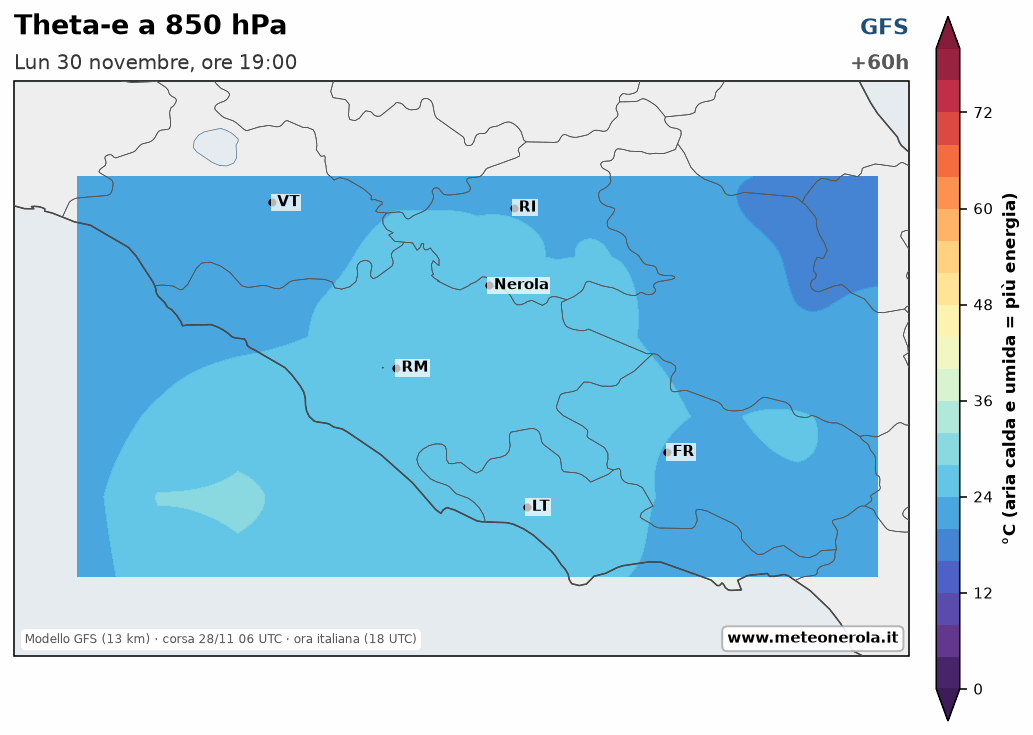 Theta-e a 850 hPa
GFS
Lun 30 novembre, ore 19:00
+60h
VT
RI
Nerola
RM
FR
LT
72
60
48
36
24
12
0
°C (aria calda e umida = più energia)
Modello GFS (13 km) · corsa 28/11 06 UTC · ora italiana (18 UTC)
www.meteonerola.it